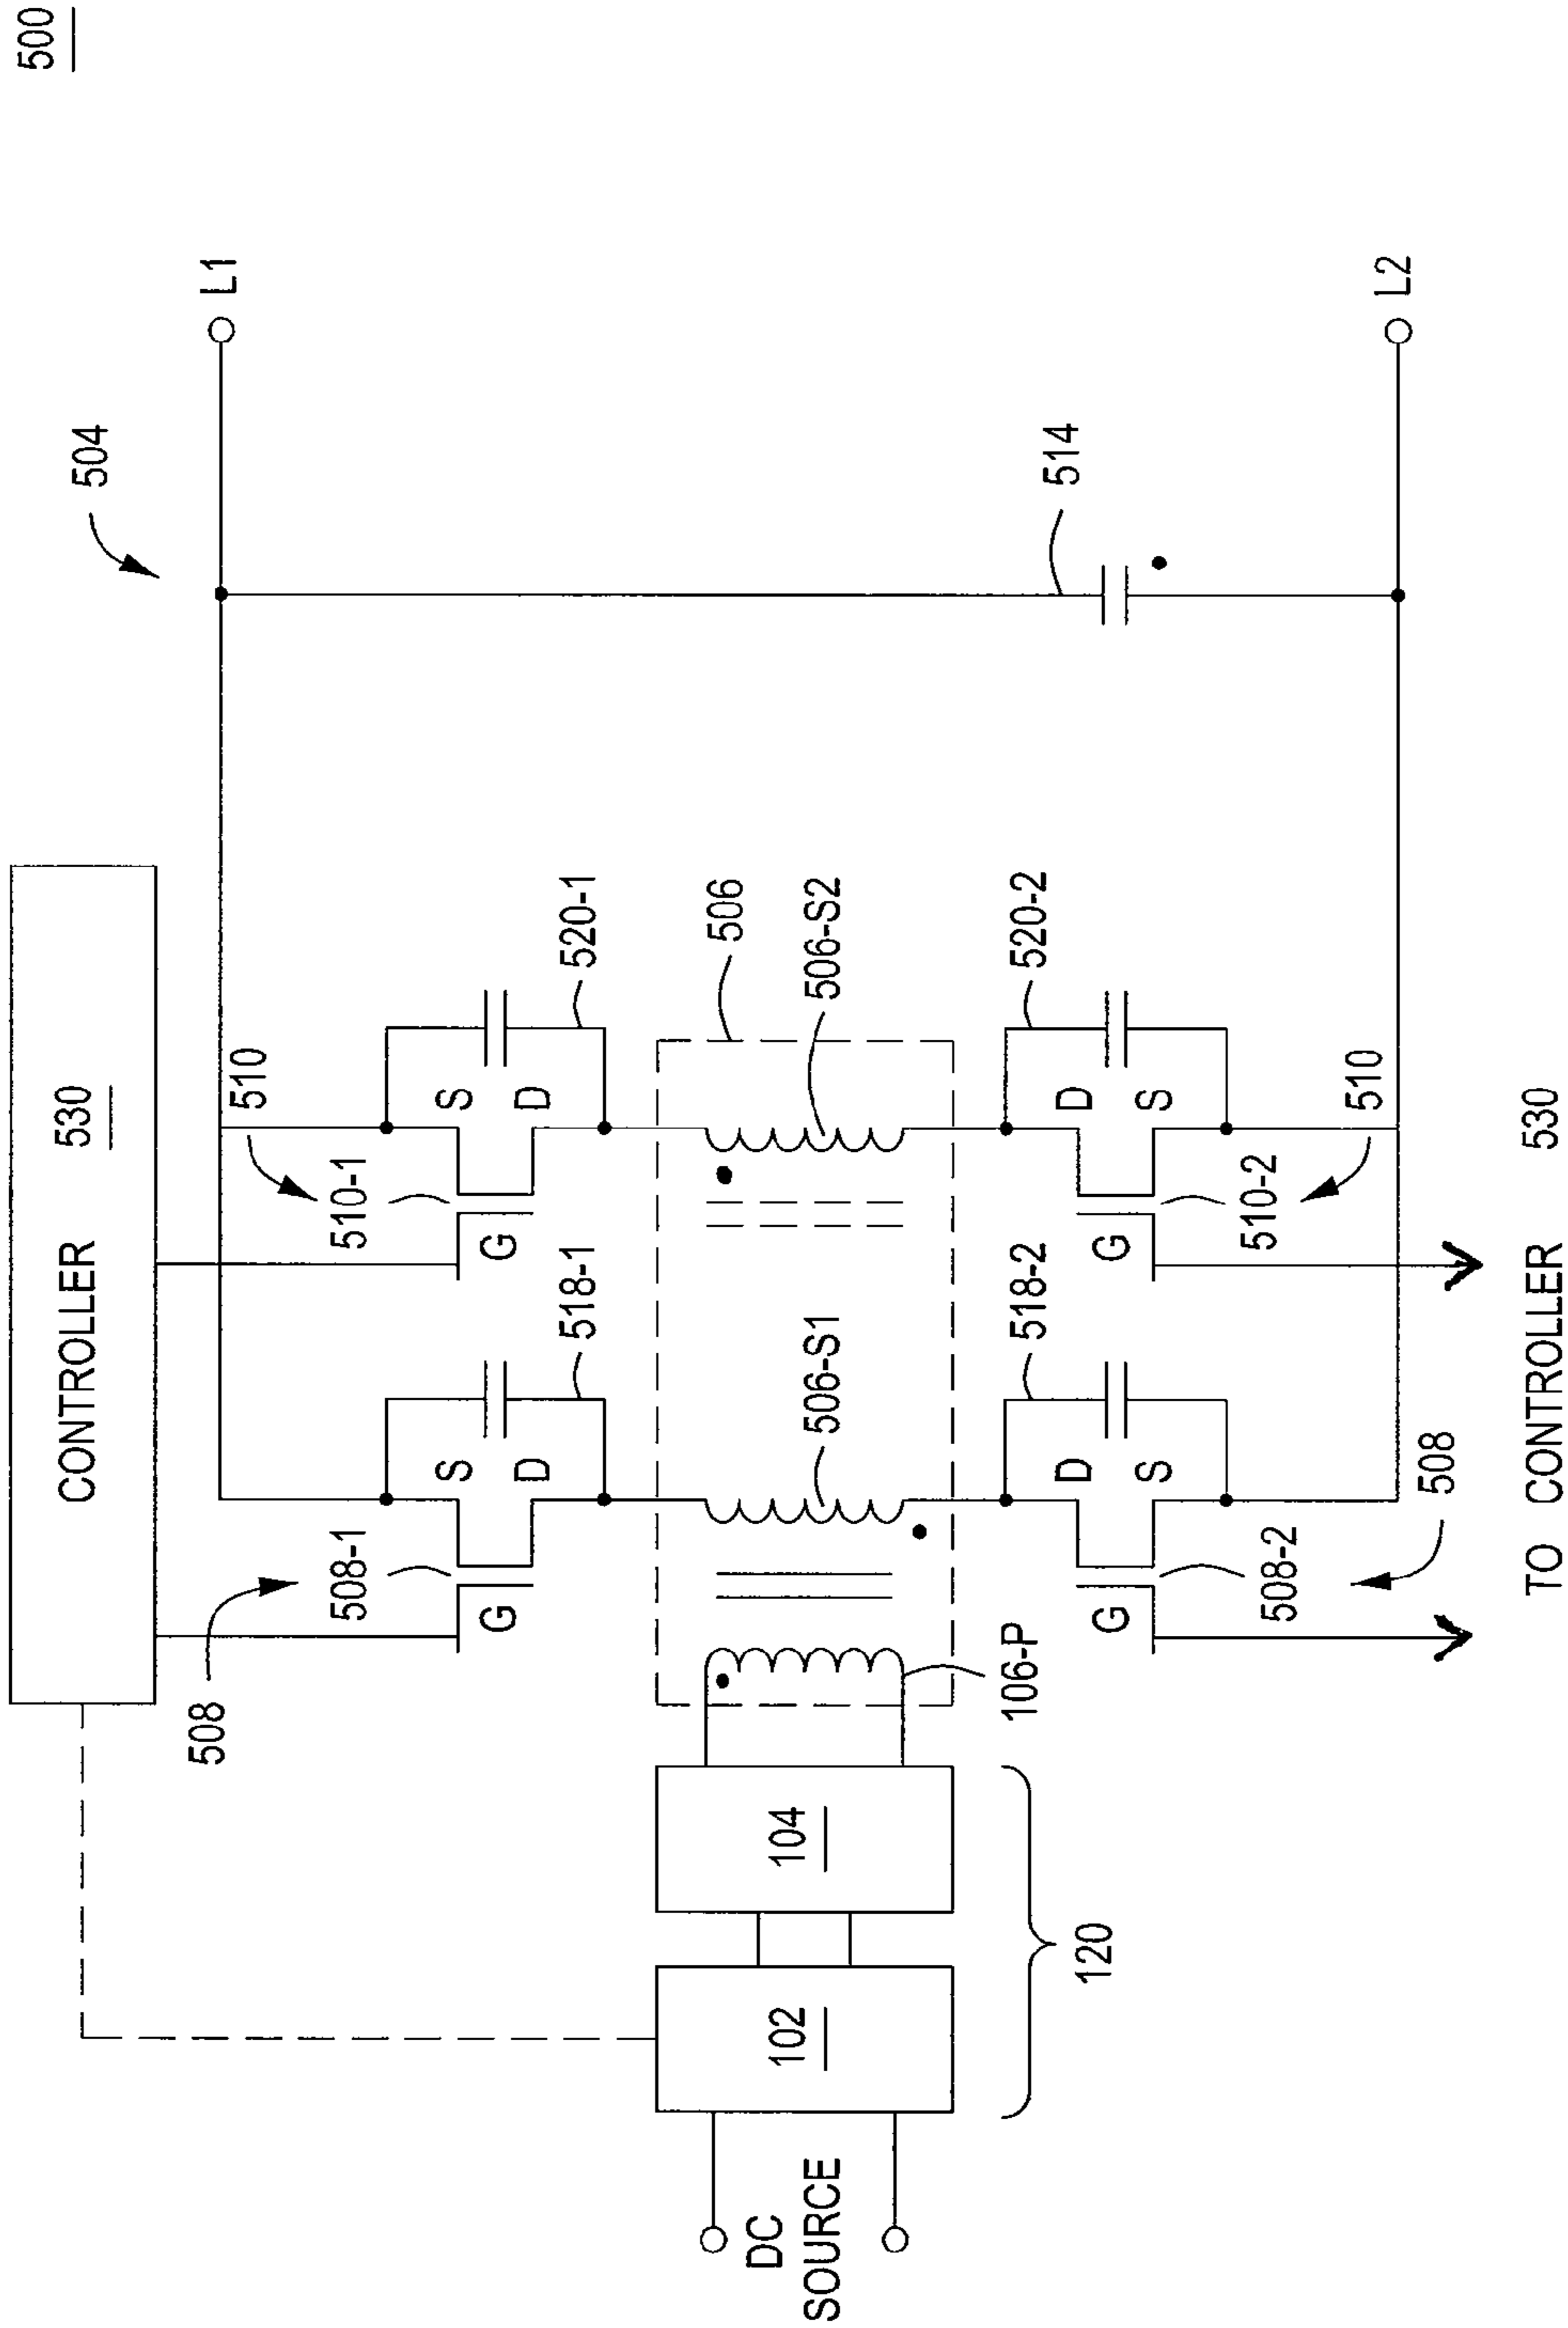 500
CONTROLLER 530
504
508
L1
510
508-1
510-1
S
S
G
G
D
D
518-1
520-1
506
DC
SOURCE
102
104
506-S1
506-S2
106-P
518-2
520-2
514
D
D
120
G
G
S
S
508-2
510-2
510
L2
508
TO CONTROLLER 530